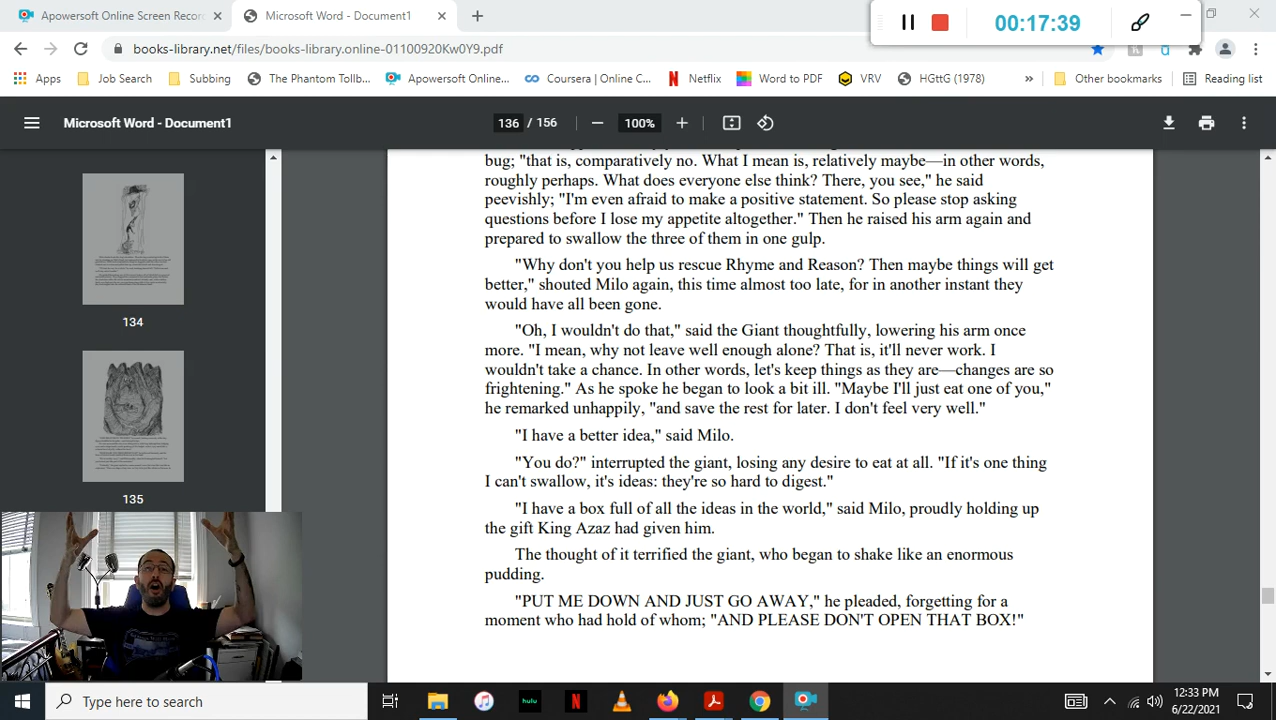 Apowersoft Online Screen Recor
Microsoft Word - Document1
00:17:39
books-library.net/files/books-library.online-01100920Kw0Y9.pdf
Apps
Job Search
Subbing
The Phantom Tollb...
Apowersoft Online...
Coursera | Online C...
Netflix
Word to PDF
VRV
HGttG (1978)
»
Other bookmarks
Reading list
Microsoft Word - Document1
136 / 156
100%
134
135
bug; "that is, comparatively no. What I mean is, relatively maybe—in other words,
roughly perhaps. What does everyone else think? There, you see," he said
peevishly; "I'm even afraid to make a positive statement. So please stop asking
questions before I lose my appetite altogether." Then he raised his arm again and
prepared to swallow the three of them in one gulp.
"Why don't you help us rescue Rhyme and Reason? Then maybe things will get
better," shouted Milo again, this time almost too late, for in another instant they
would have all been gone.
"Oh, I wouldn't do that," said the Giant thoughtfully, lowering his arm once
more. "I mean, why not leave well enough alone? That is, it'll never work. I
wouldn't take a chance. In other words, let's keep things as they are—changes are so
frightening." As he spoke he began to look a bit ill. "Maybe I'll just eat one of you,"
he remarked unhappily, "and save the rest for later. I don't feel very well."
"I have a better idea," said Milo.
"You do?" interrupted the giant, losing any desire to eat at all. "If it's one thing
I can't swallow, it's ideas: they're so hard to digest."
"I have a box full of all the ideas in the world," said Milo, proudly holding up
the gift King Azaz had given him.
The thought of it terrified the giant, who began to shake like an enormous
pudding.
"PUT ME DOWN AND JUST GO AWAY," he pleaded, forgetting for a
moment who had hold of whom; "AND PLEASE DON'T OPEN THAT BOX!"
Type here to search
hulu
12:33 PM
6/22/2021